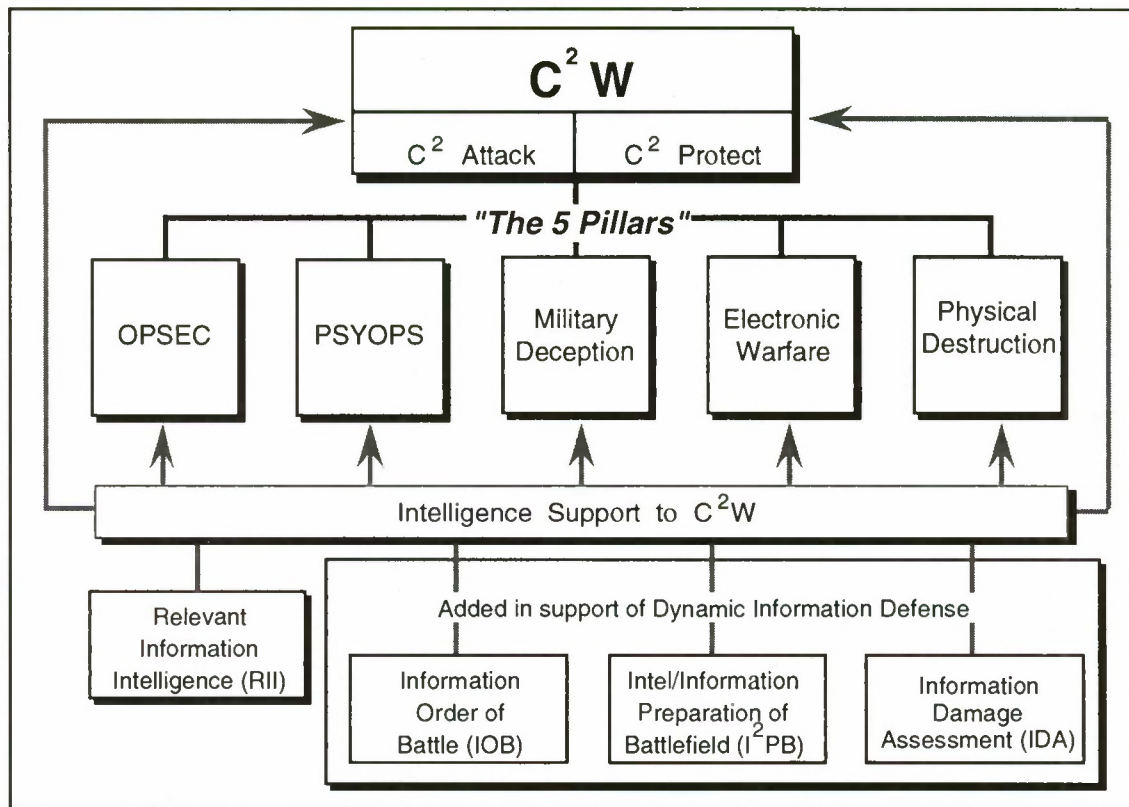 C² W
C² Attack
C² Protect
"The 5 Pillars"
OPSEC
PSYOPS
Military
Deception
Electronic
Warfare
Physical
Destruction
Intelligence Support to C²W
Relevant
Information
Intelligence (RII)
Added in support of Dynamic Information Defense
Information
Order of
Battle (IOB)
Intel/Information
Preparation of
Battlefield (I²PB)
Information
Damage
Assessment (IDA)